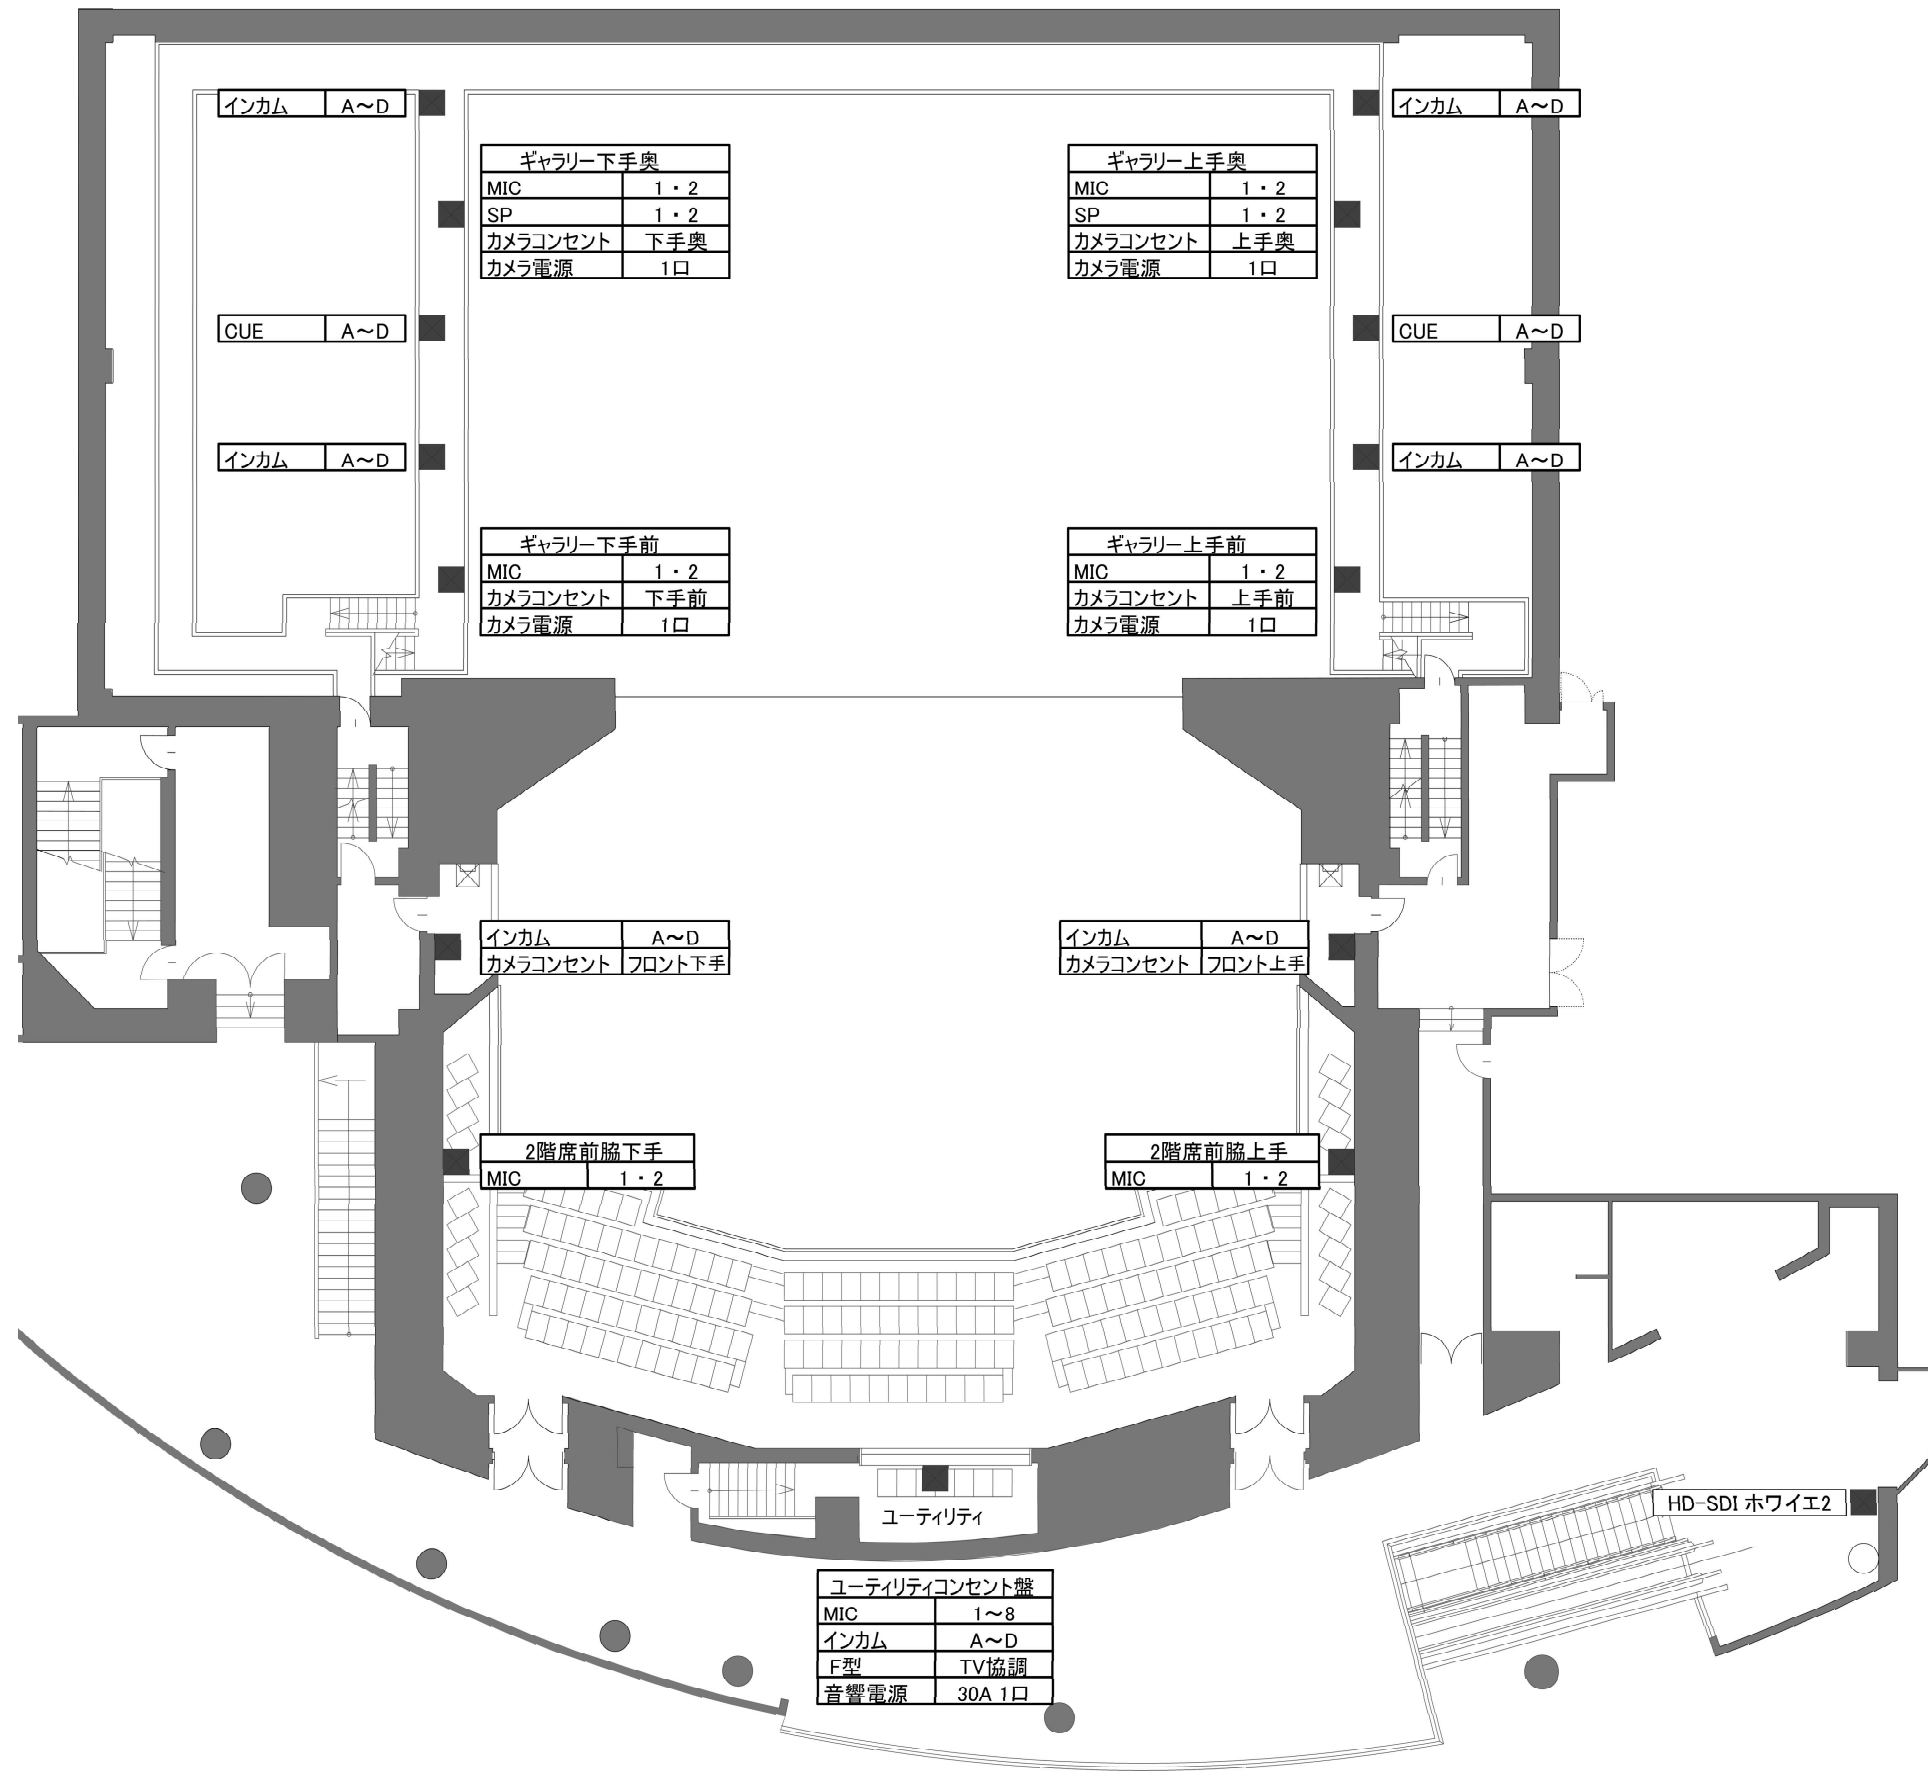 インカム A～D
インカム A～D
ギャラリー下手奥
MIC 1・2
SP 1・2
カメラコンセント 下手奥
カメラ電源 1口
ギャラリー上手奥
MIC 1・2
SP 1・2
カメラコンセント 上手奥
カメラ電源 1口
CUE A～D
CUE A～D
インカム A～D
インカム A～D
ギャラリー下手前
MIC 1・2
カメラコンセント 下手前
カメラ電源 1口
ギャラリー上手前
MIC 1・2
カメラコンセント 上手前
カメラ電源 1口
インカム A～D
カメラコンセント フロント下手
インカム A～D
カメラコンセント フロント上手
2階席前脇下手
MIC 1・2
2階席前脇上手
MIC 1・2
ユーティリティ
HD-SDI ホワイエ2
ユーティリティコンセント盤
MIC 1～8
インカム A～D
F型 TV協調
音響電源 30A 1口